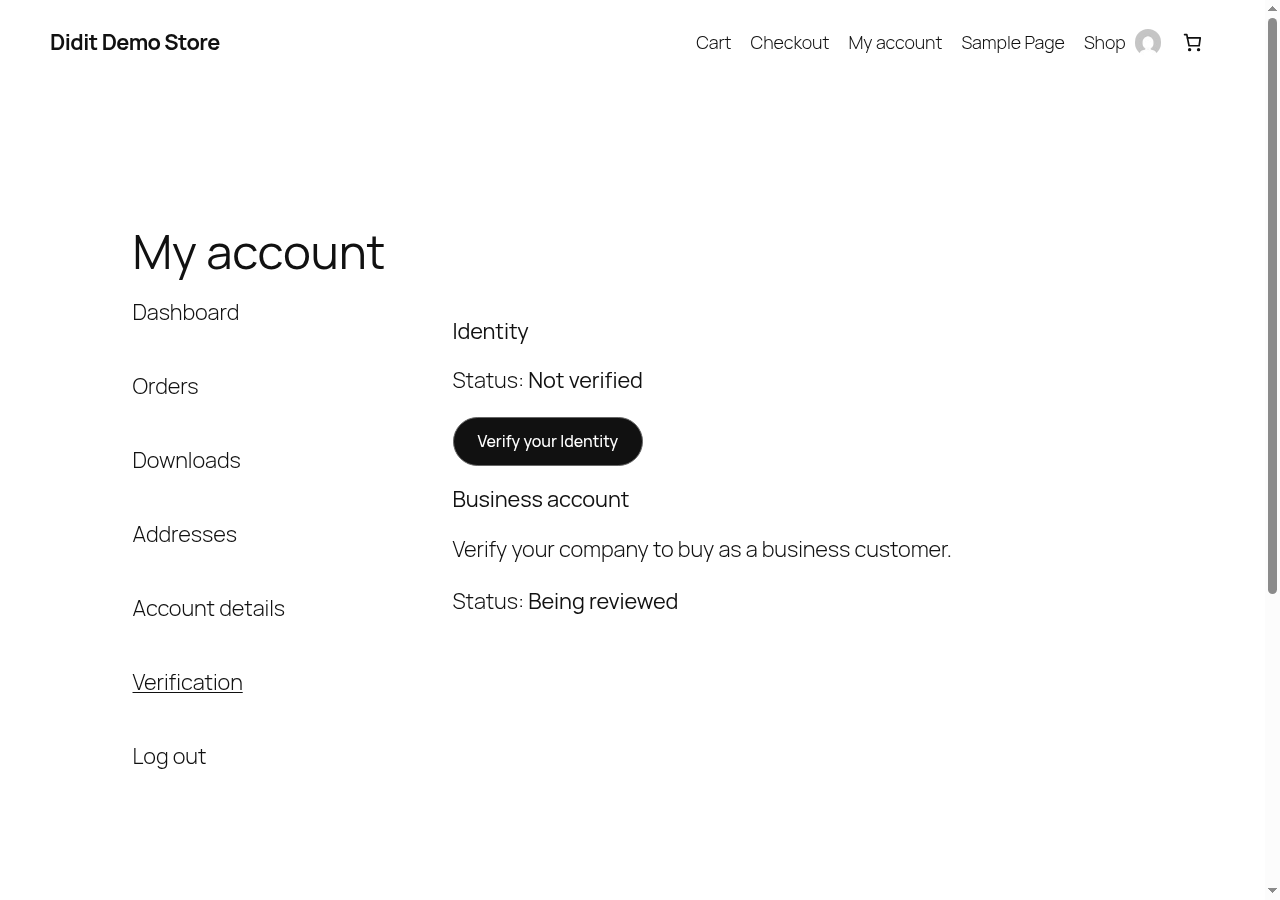 Didit Demo Store
Cart Checkout My account Sample Page Shop
My account
Dashboard
Orders
Downloads
Addresses
Account details
Verification
Log out
Identity
Status: Not verified
Verify your Identity
Business account
Verify your company to buy as a business customer.
Status: Being reviewed